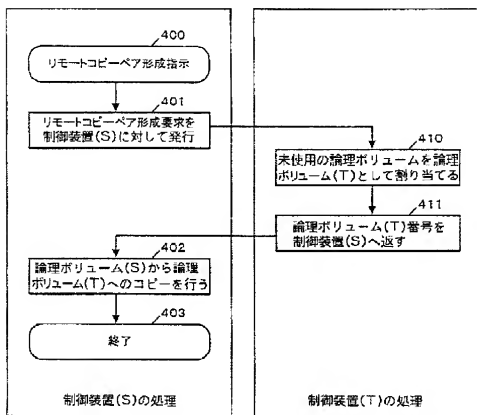 400
リモートコピーペア形成指示
401
リモートコピーペア形成要求を
制御装置(S)に対して発行
410
未使用の論理ボリュームを論理
ボリューム(T)として割り当てる
411
論理ボリューム(T)番号を
制御装置(S)へ返す
402
論理ボリューム(S)から論理
ボリューム(T)へのコピーを行う
403
終了
制御装置(S)の処理
制御装置(T)の処理